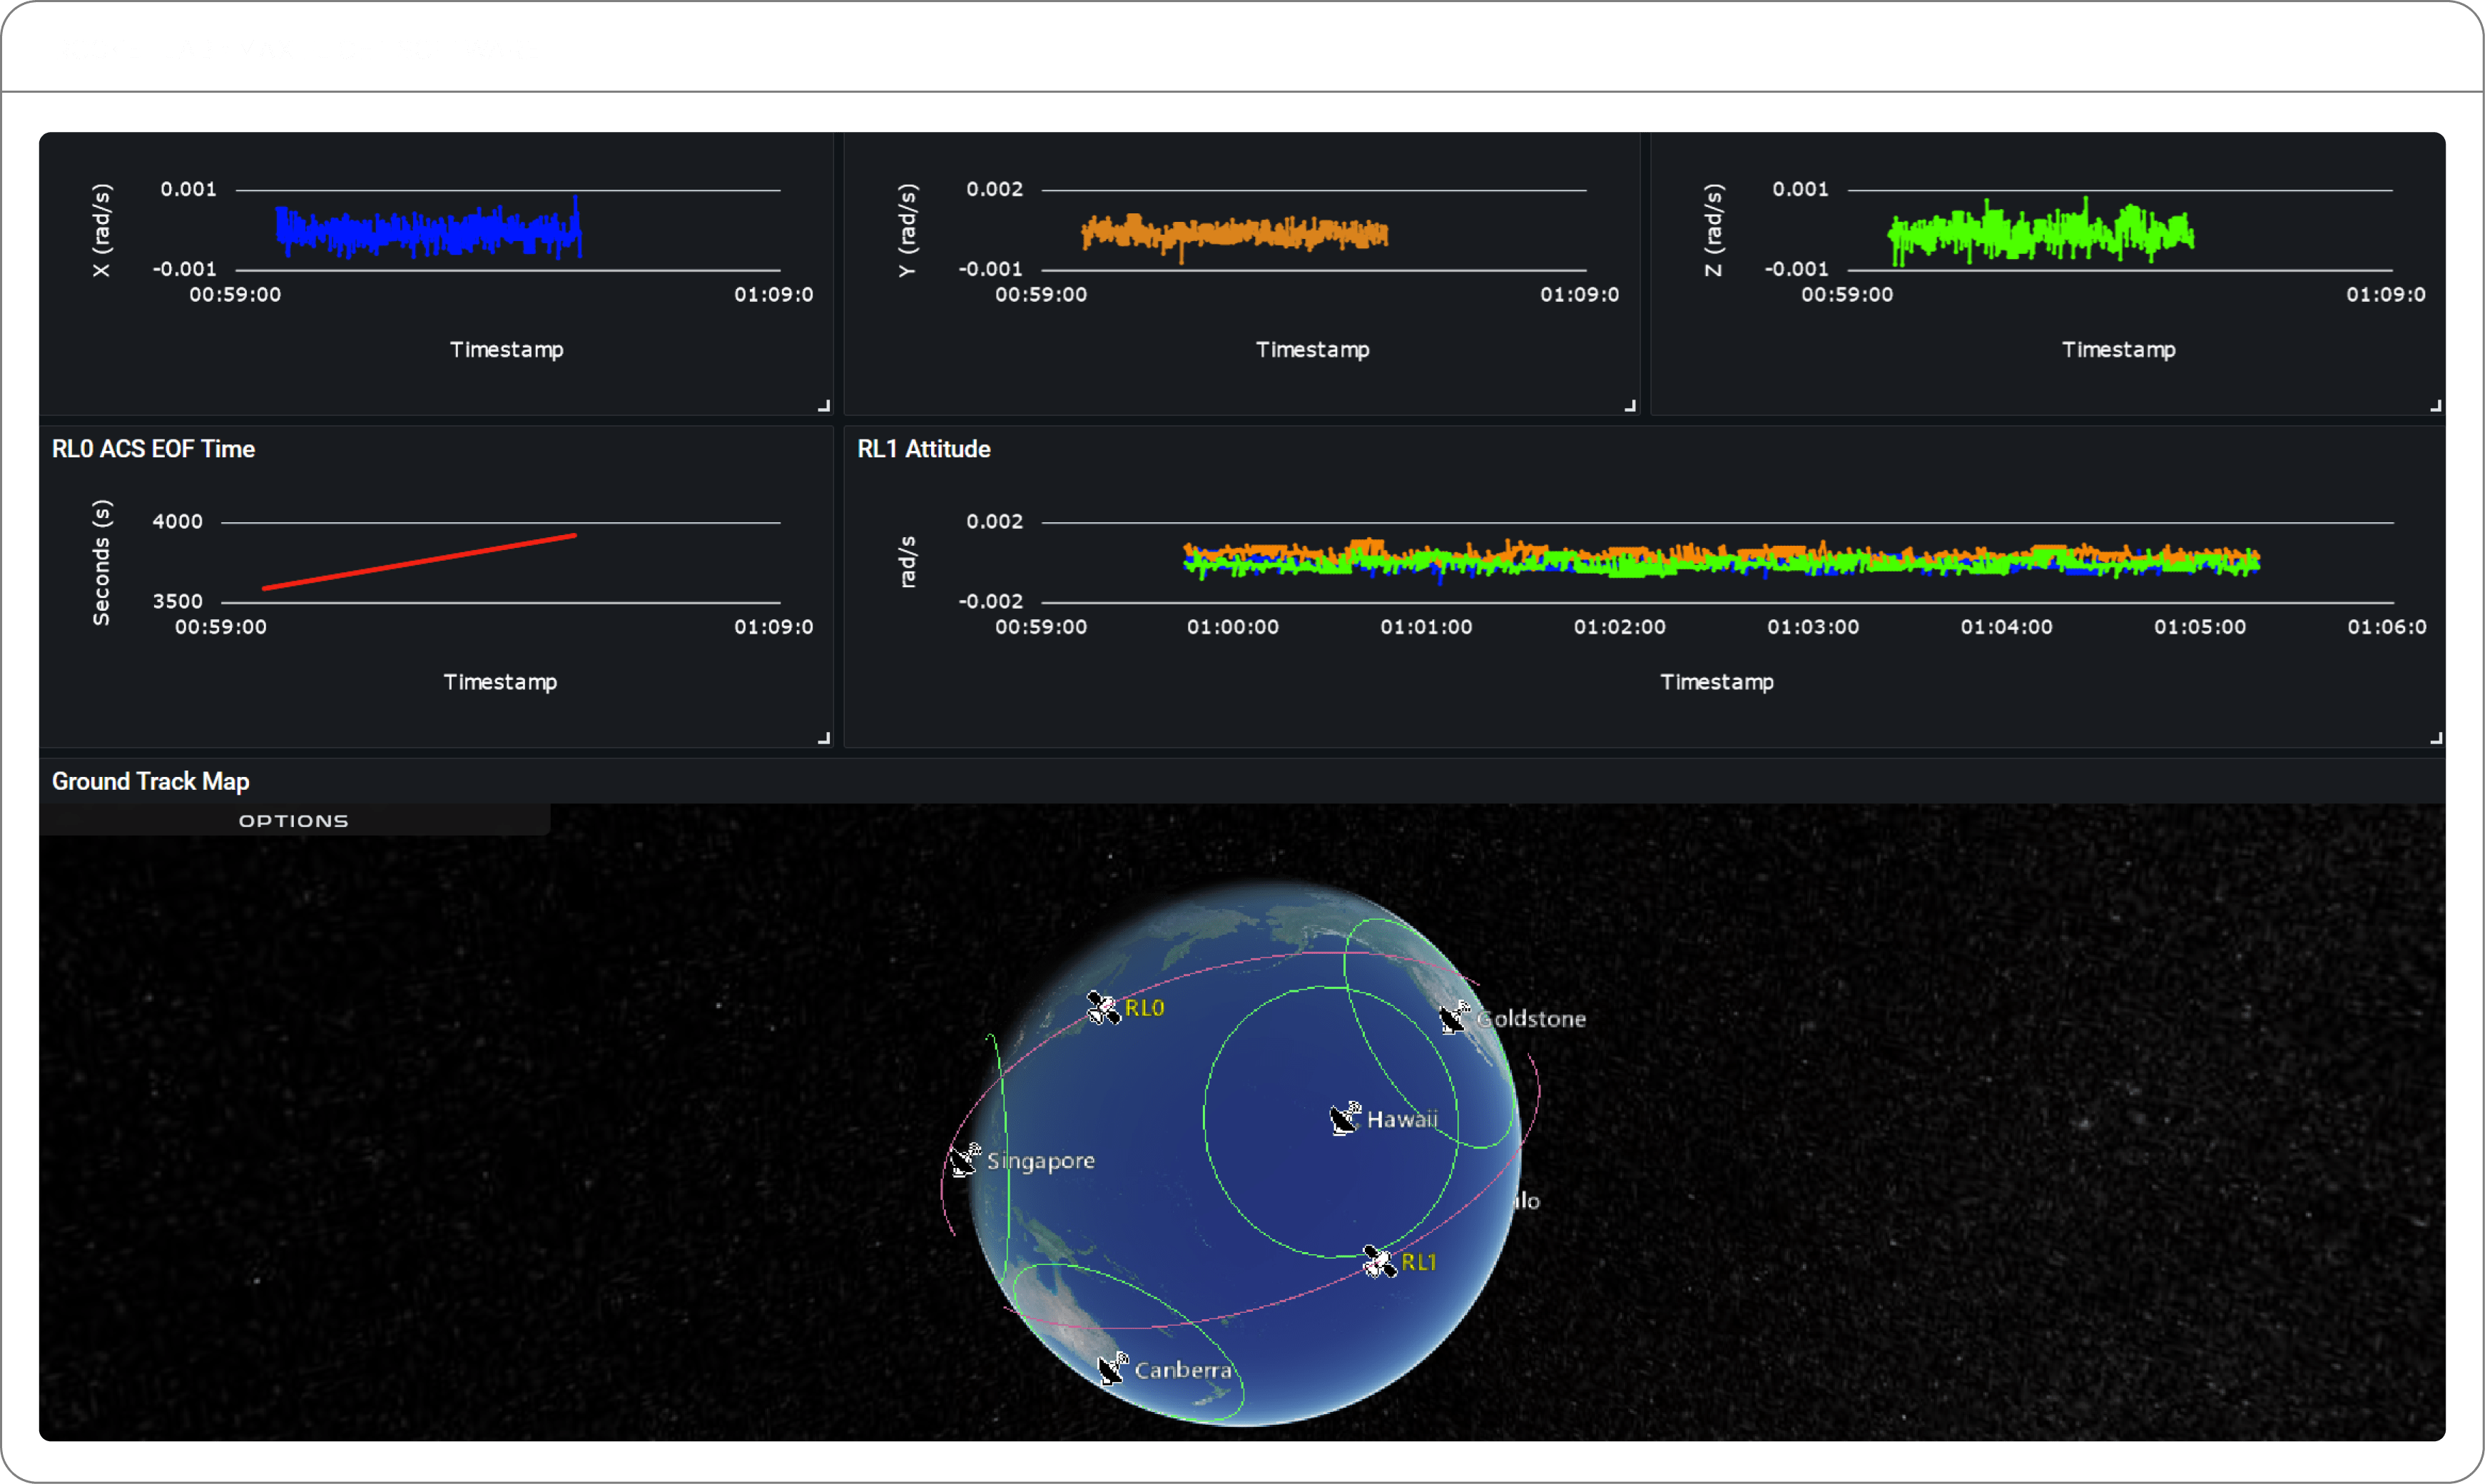 X (rad/s)
0.001
-0.001
00:59:00
01:09:0
Timestamp
Y (rad/s)
0.002
-0.001
00:59:00
01:09:0
Timestamp
Z (rad/s)
0.001
-0.001
00:59:00
01:09:0
Timestamp
RL0 ACS EOF Time
Seconds (s)
4000
3500
00:59:00
01:09:0
Timestamp
RL1 Attitude
rad/s
0.002
-0.002
00:59:00
01:00:00
01:01:00
01:02:00
01:03:00
01:04:00
01:05:00
01:06:0
Timestamp
Ground Track Map
OPTIONS
RL0
Goldstone
Hawaii
Singapore
RL1
Canberra